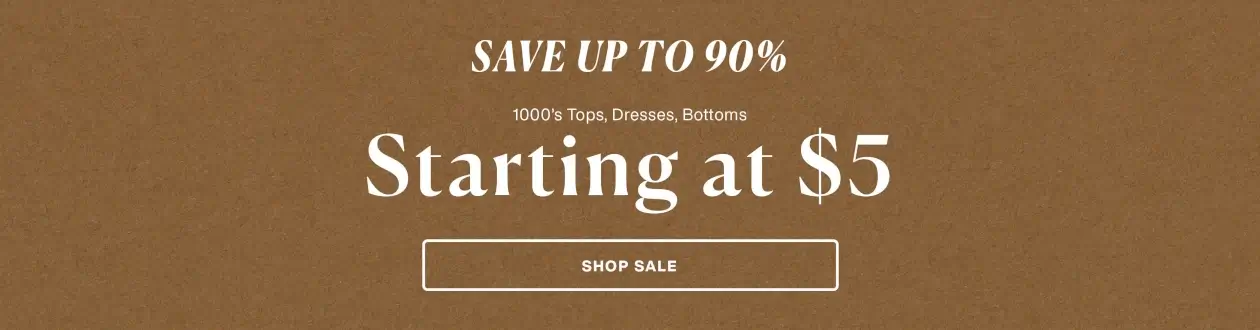 SAVE UP TO 90%
1000's Tops, Dresses, Bottoms
Starting at $5
SHOP SALE